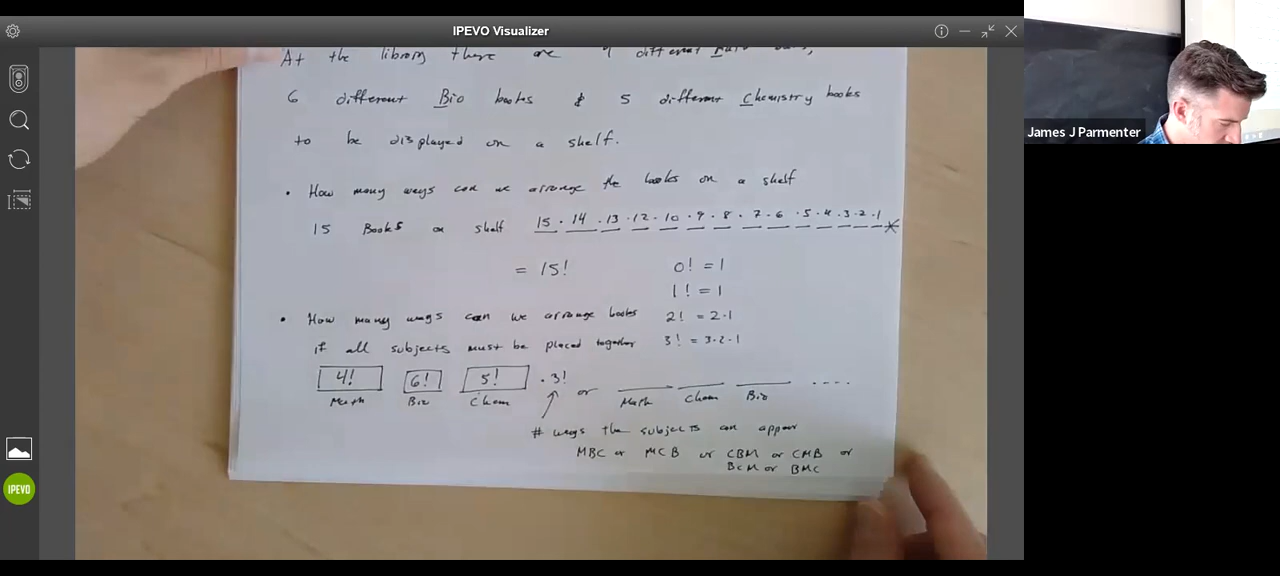 IPEVO Visualizer
At the library there are 4 different Math books,
6 different Bio books & 5 different Chemistry books
to be displayed on a shelf.
• How many ways can we arrange the books on a shelf
15 Books on shelf 15 · 14 · 13 · 12 · 10 · 9 · 8 · 7 · 6 · 5 · 4 · 3 · 2 · 1
= 15! 0! = 1
1! = 1
• How many ways can we arrange books 2! = 2·1
if all subjects must be placed together 3! = 3·2·1
4! 6! 5! · 3! or ....
Math Bio Chem Math Chem Bio
# ways the subjects can appear
MBC or MCB or CBM or CMB or
BCM or BMC
James J Parmenter
IPEVO